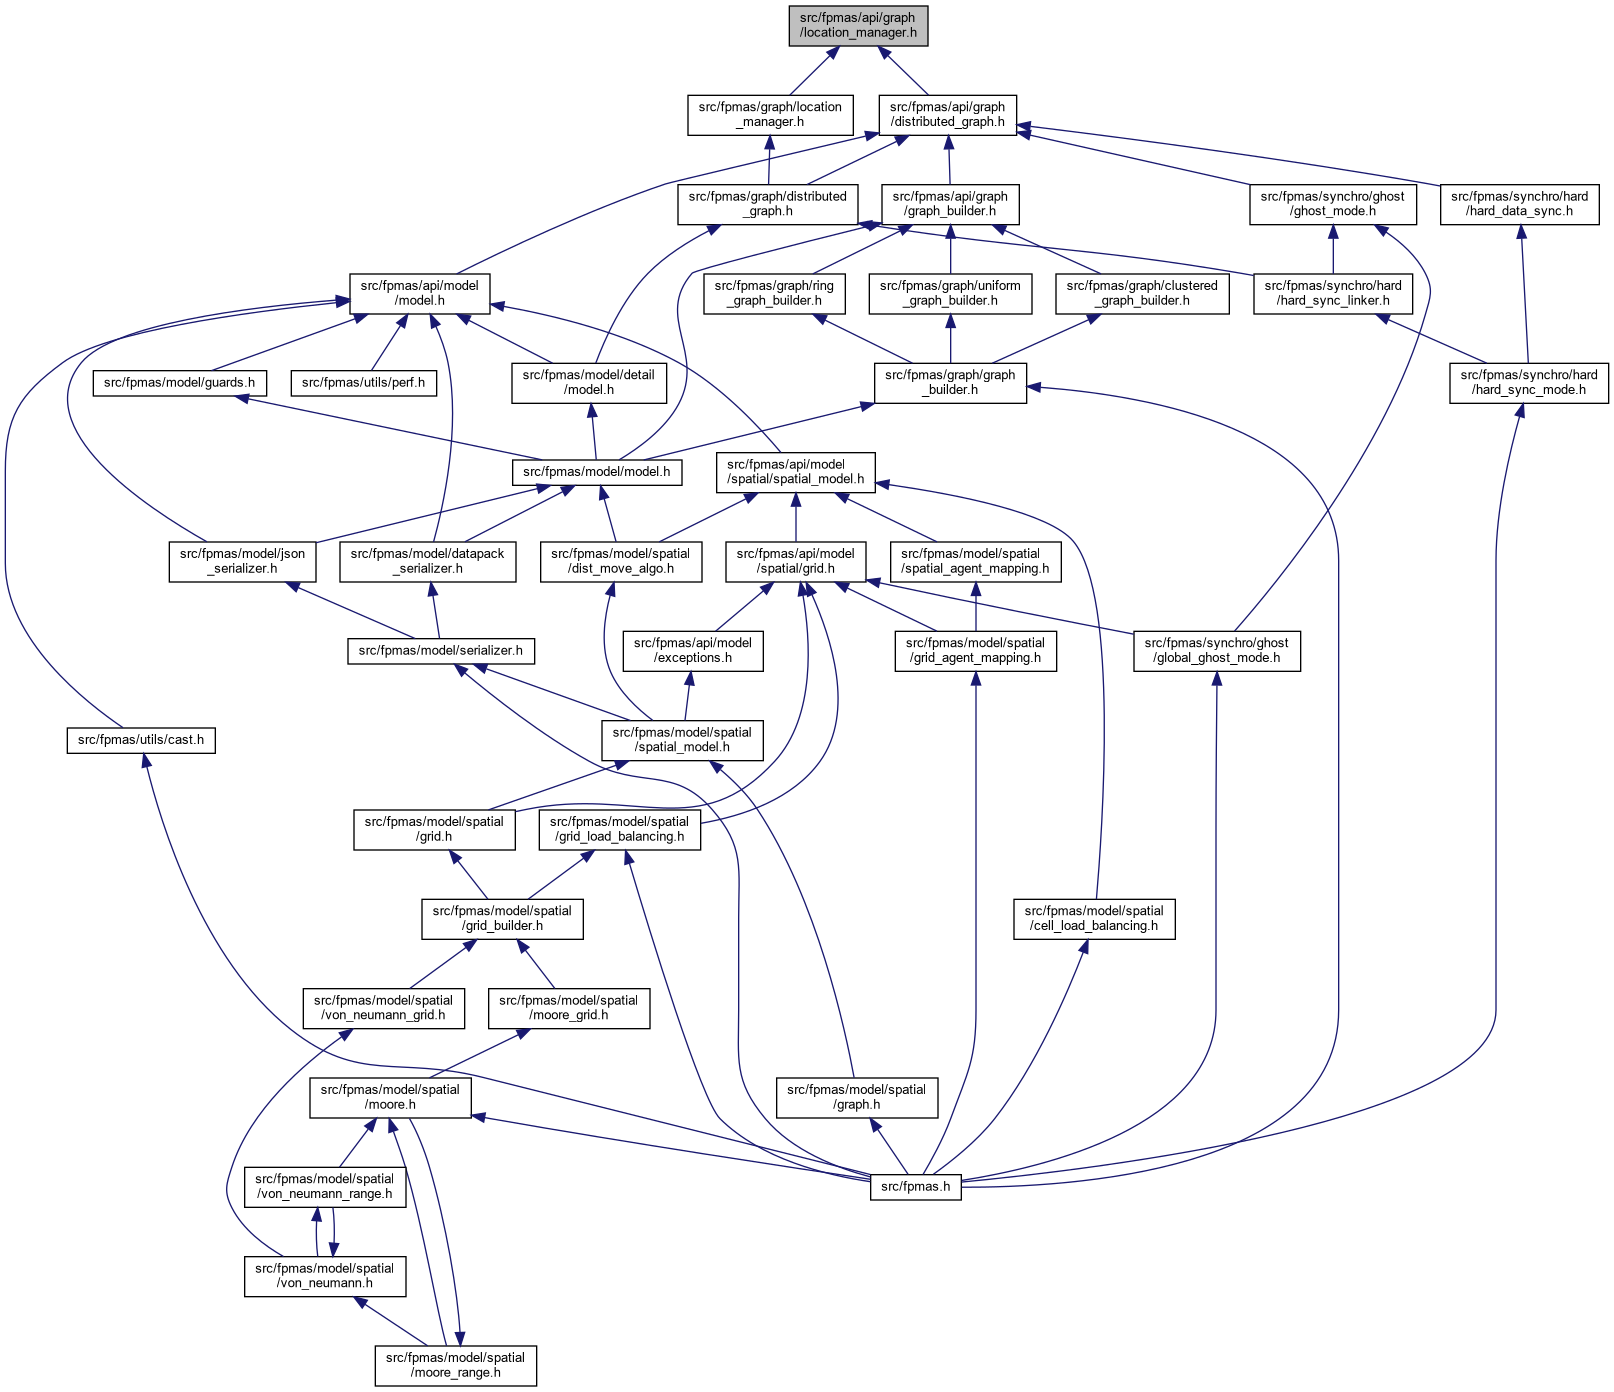 src/fpmas/api/graph
/location_manager.h
src/fpmas/graph/location
_manager.h
src/fpmas/api/graph
/distributed_graph.h
src/fpmas/graph/distributed
_graph.h
src/fpmas/api/graph
/graph_builder.h
src/fpmas/synchro/ghost
/ghost_mode.h
src/fpmas/synchro/hard
/hard_data_sync.h
src/fpmas/api/model
/model.h
src/fpmas/graph/ring
_graph_builder.h
src/fpmas/graph/uniform
_graph_builder.h
src/fpmas/graph/clustered
_graph_builder.h
src/fpmas/synchro/hard
/hard_sync_linker.h
src/fpmas/model/guards.h
src/fpmas/utils/perf.h
src/fpmas/model/detail
/model.h
src/fpmas/graph/graph
_builder.h
src/fpmas/synchro/hard
/hard_sync_mode.h
src/fpmas/model/model.h
src/fpmas/api/model
/spatial/spatial_model.h
src/fpmas/model/json
_serializer.h
src/fpmas/model/datapack
_serializer.h
src/fpmas/model/spatial
/dist_move_algo.h
src/fpmas/api/model
/spatial/grid.h
src/fpmas/model/spatial
/spatial_agent_mapping.h
src/fpmas/model/serializer.h
src/fpmas/api/model
/exceptions.h
src/fpmas/model/spatial
/grid_agent_mapping.h
src/fpmas/synchro/ghost
/global_ghost_mode.h
src/fpmas/utils/cast.h
src/fpmas/model/spatial
/spatial_model.h
src/fpmas/model/spatial
/grid.h
src/fpmas/model/spatial
/grid_load_balancing.h
src/fpmas/model/spatial
/grid_builder.h
src/fpmas/model/spatial
/cell_load_balancing.h
src/fpmas/model/spatial
/von_neumann_grid.h
src/fpmas/model/spatial
/moore_grid.h
src/fpmas/model/spatial
/moore.h
src/fpmas/model/spatial
/graph.h
src/fpmas/model/spatial
/von_neumann_range.h
src/fpmas.h
src/fpmas/model/spatial
/von_neumann.h
src/fpmas/model/spatial
/moore_range.h